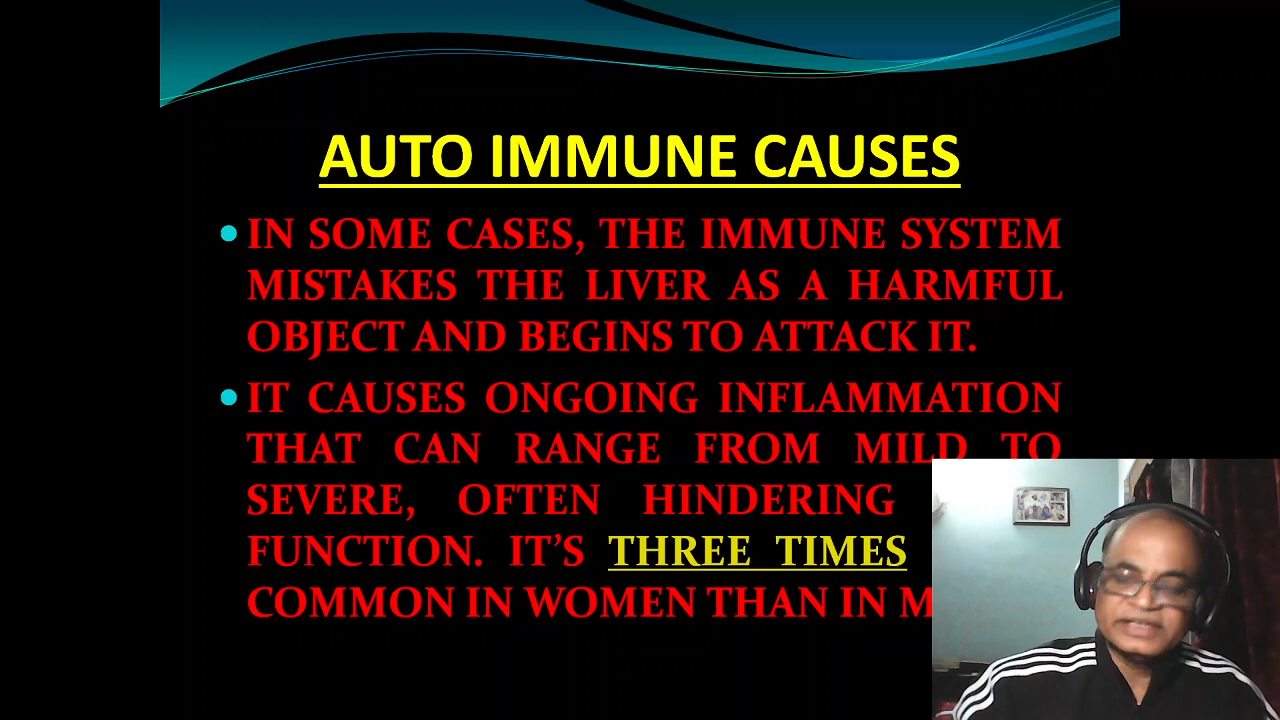 AUTO IMMUNE CAUSES
• IN SOME CASES, THE IMMUNE SYSTEM
MISTAKES THE LIVER AS A HARMFUL
OBJECT AND BEGINS TO ATTACK IT.
• IT CAUSES ONGOING INFLAMMATION
THAT CAN RANGE FROM MILD TO
SEVERE, OFTEN HINDERING
FUNCTION. IT’S THREE TIMES
COMMON IN WOMEN THAN IN